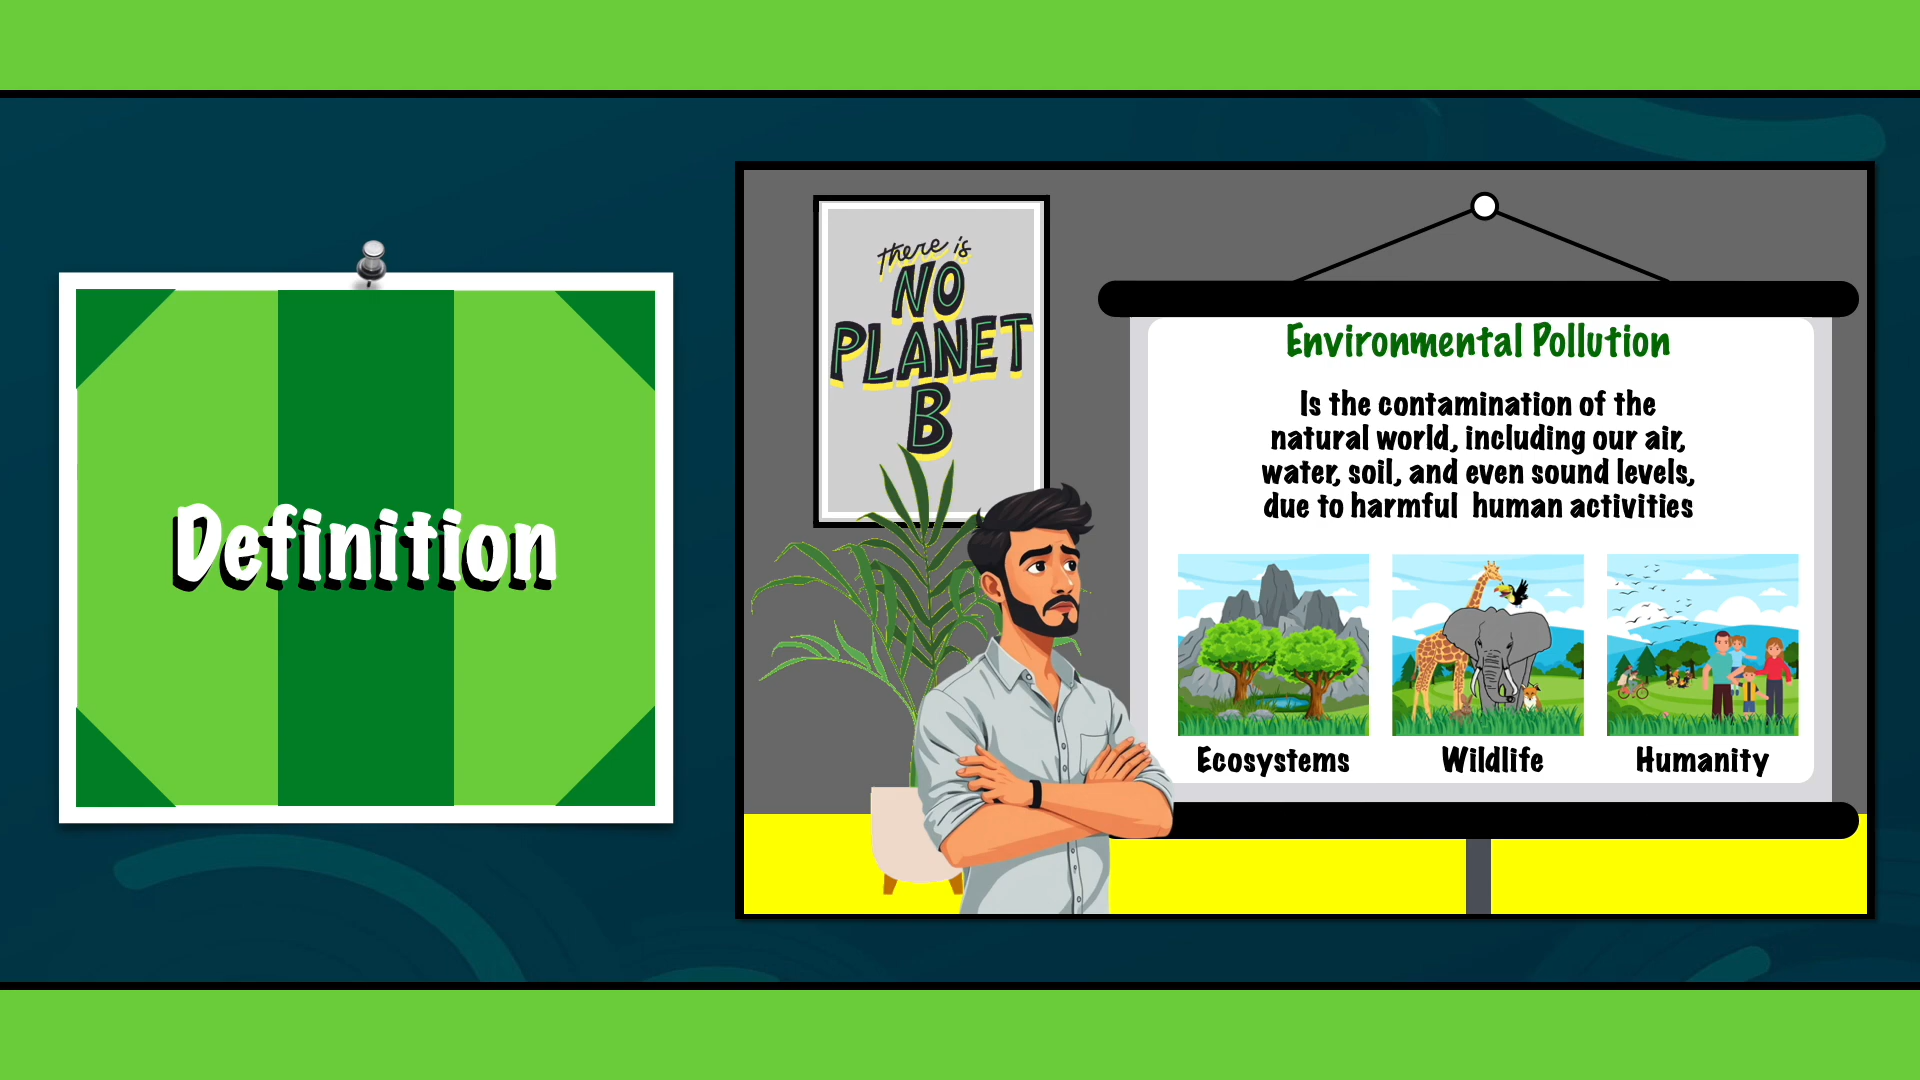 Definition
there is
NO
PLANET
B
Environmental Pollution
Is the contamination of the
natural world, including our air,
water, soil, and even sound levels,
due to harmful  human activities
Ecosystems
Wildlife
Humanity